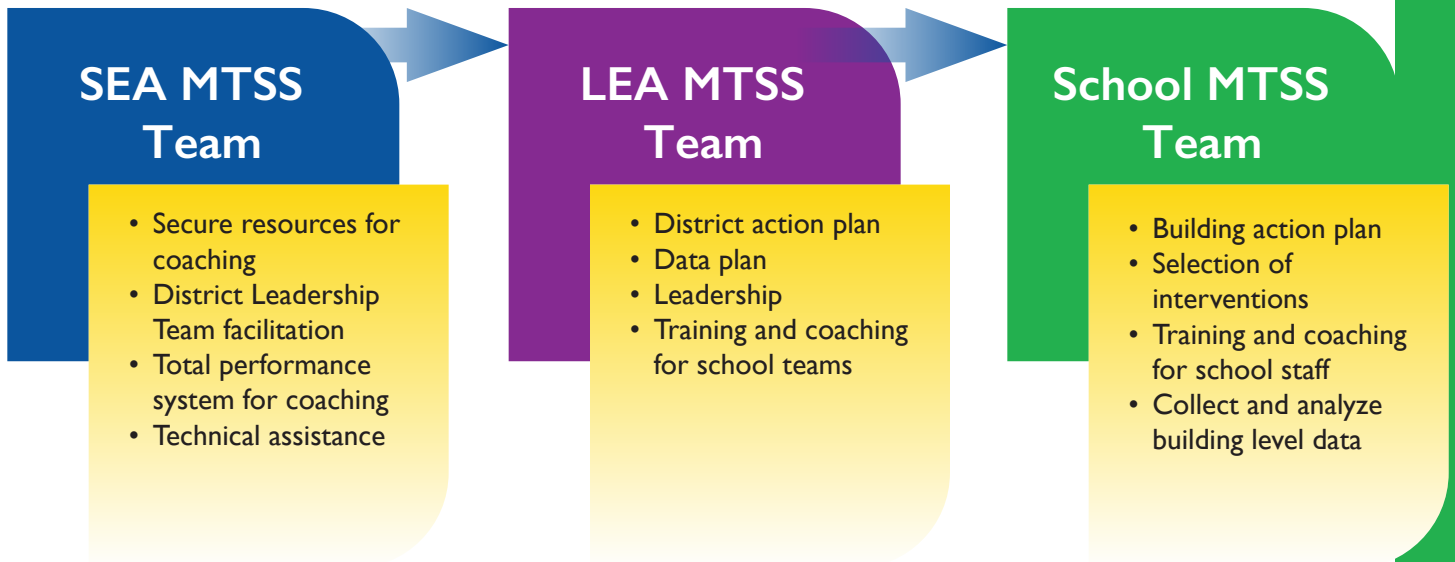 SEA MTSS
Team
• Secure resources for
coaching
• District Leadership
Team facilitation
• Total performance
system for coaching
• Technical assistance
LEA MTSS
Team
• District action plan
• Data plan
• Leadership
• Training and coaching
for school teams
School MTSS
Team
• Building action plan
• Selection of
interventions
• Training and coaching
for school staff
• Collect and analyze
building level data